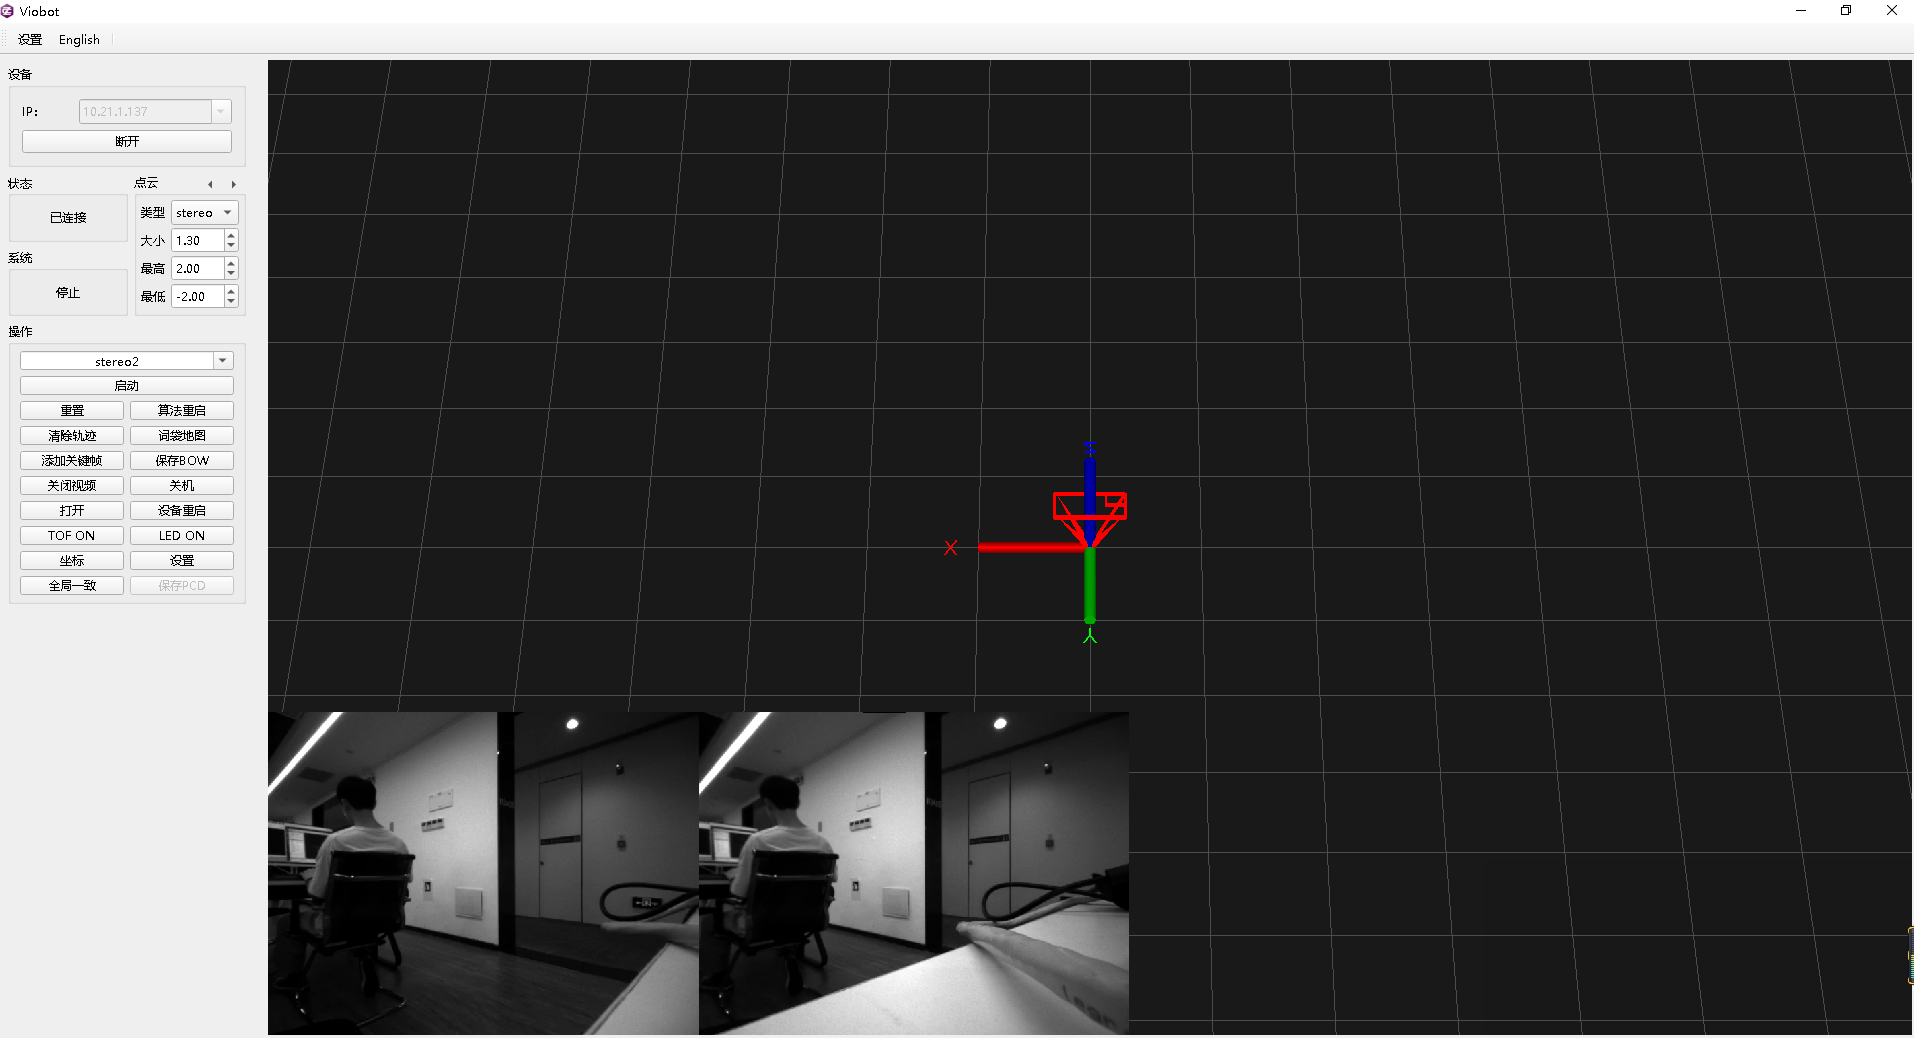 Viobot
设置 English
设备
IP: 10.21.1.137
断开
状态
已连接
系统
停止
点云
类型 stereo
大小 1.30
最高 2.00
最低 -2.00
操作
stereo2
启动
重置 算法重启
清除轨迹 词袋地图
添加关键帧 保存BOW
关闭视频 关机
打开 设备重启
TOF ON LED ON
坐标 设置
全局一致 保存PCD
Z
X
Y